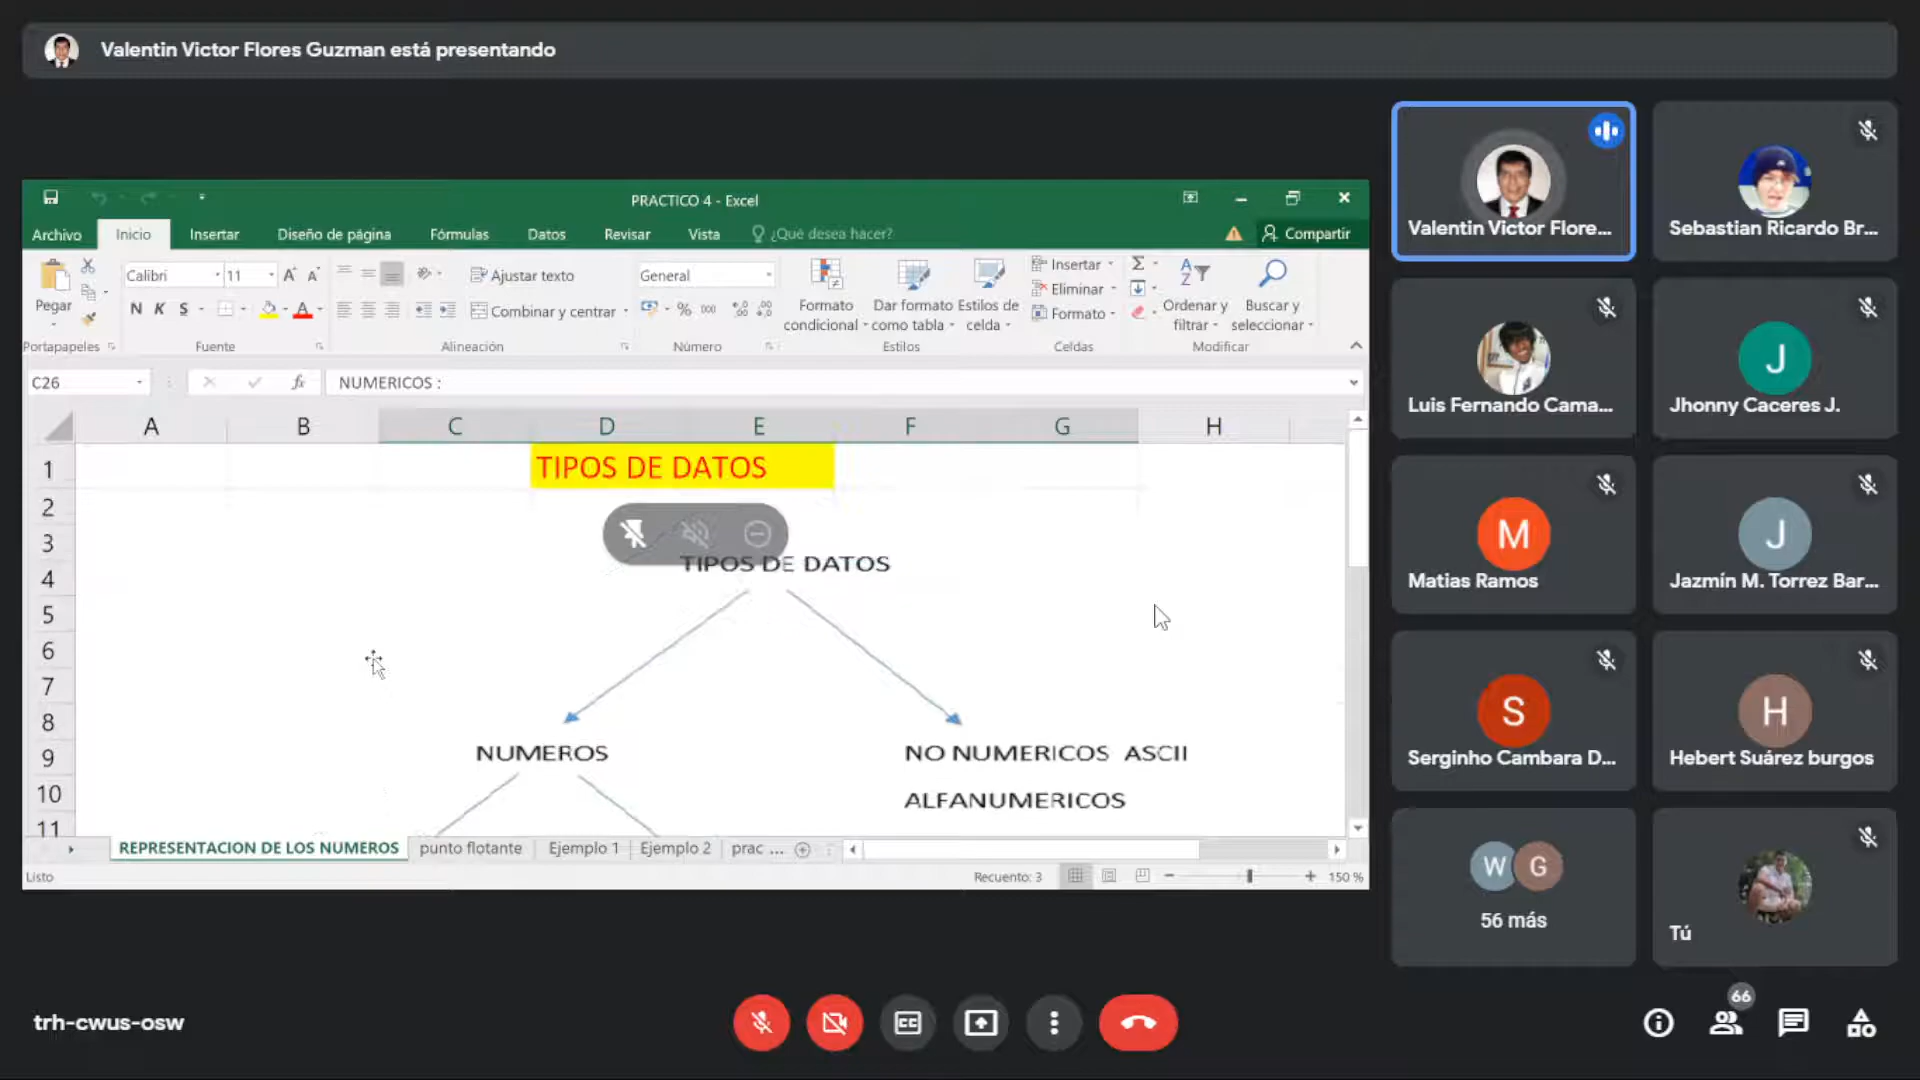 Valentin Victor Flores Guzman está presentando
PRACTICO 4 - Excel
Archivo Inicio Insertar Diseño de página Fórmulas Datos Revisar Vista ¿Qué desea hacer? Compartir
Pegar
Calibri 11
N K S
Ajustar texto
Combinar y centrar
General
% 000
Formato condicional
Dar formato como tabla
Estilos de celda
Insertar
Eliminar
Formato
Ordenar y filtrar
Buscar y seleccionar
Portapapeles Fuente Alineación Número Estilos Celdas Modificar
C26 fx NUMERICOS :
A B C D E F G H
1 TIPOS DE DATOS
2
3
4 TIPOS DE DATOS
5
6
7
8
9 NUMEROS NO NUMERICOS ASCII
10 ALFANUMERICOS
11
REPRESENTACION DE LOS NUMEROS punto flotante Ejemplo 1 Ejemplo 2 prac ...
Listo Recuento: 3 150 %
Valentin Victor Flore...
Sebastian Ricardo Br...
Luis Fernando Cama...
J
Jhonny Caceres J.
M
Matias Ramos
J
Jazmín M. Torrez Bar...
S
Serginho Cambara D...
H
Hebert Suárez burgos
W G
56 más
Tú
trh-cwus-osw
CC
66